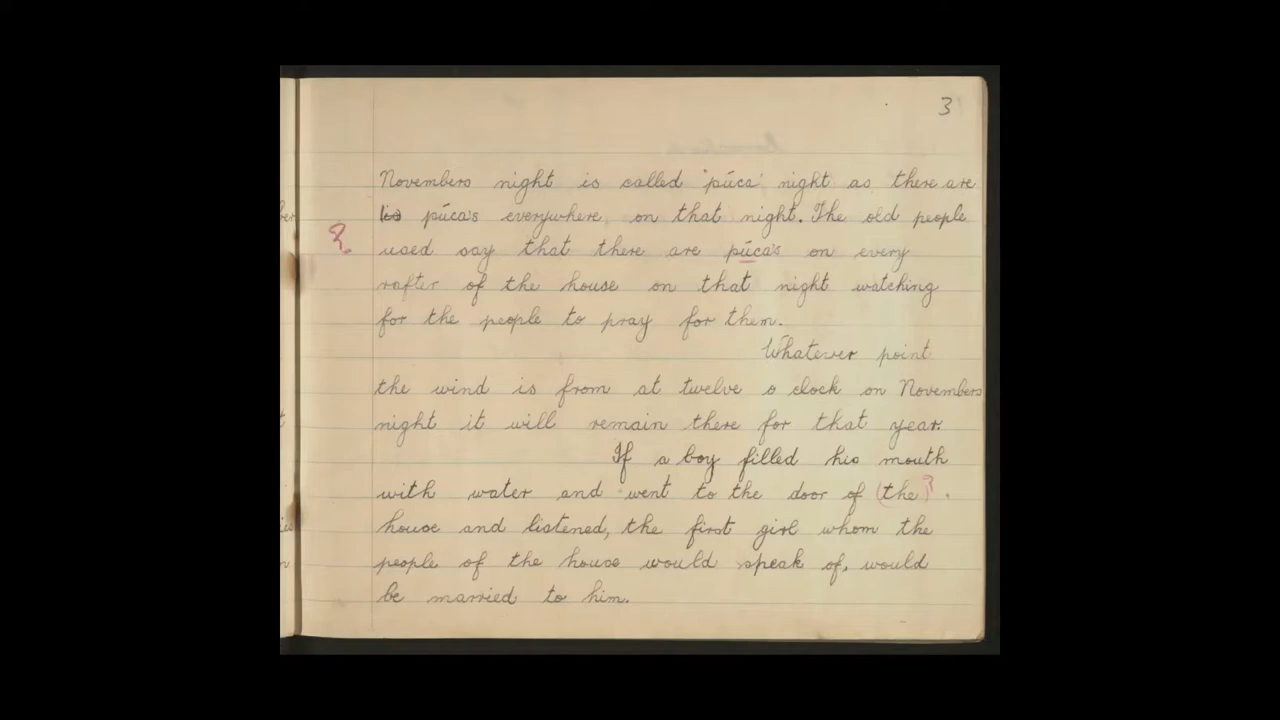 3
Novembers night is called "púca" night as there are
púca's everywhere, on that night. The old people
? used say that there are púca's on every
rafter of the house on that night watching
for the people to pray for them.
Whatever point
the wind is from at twelve o clock on Novembers
night it will remain there for that year.
If a boy filled his mouth
with water and went to the door of (the ?) .
house and listened, the first girl whom the
people of the house would speak of, would
be married to him.